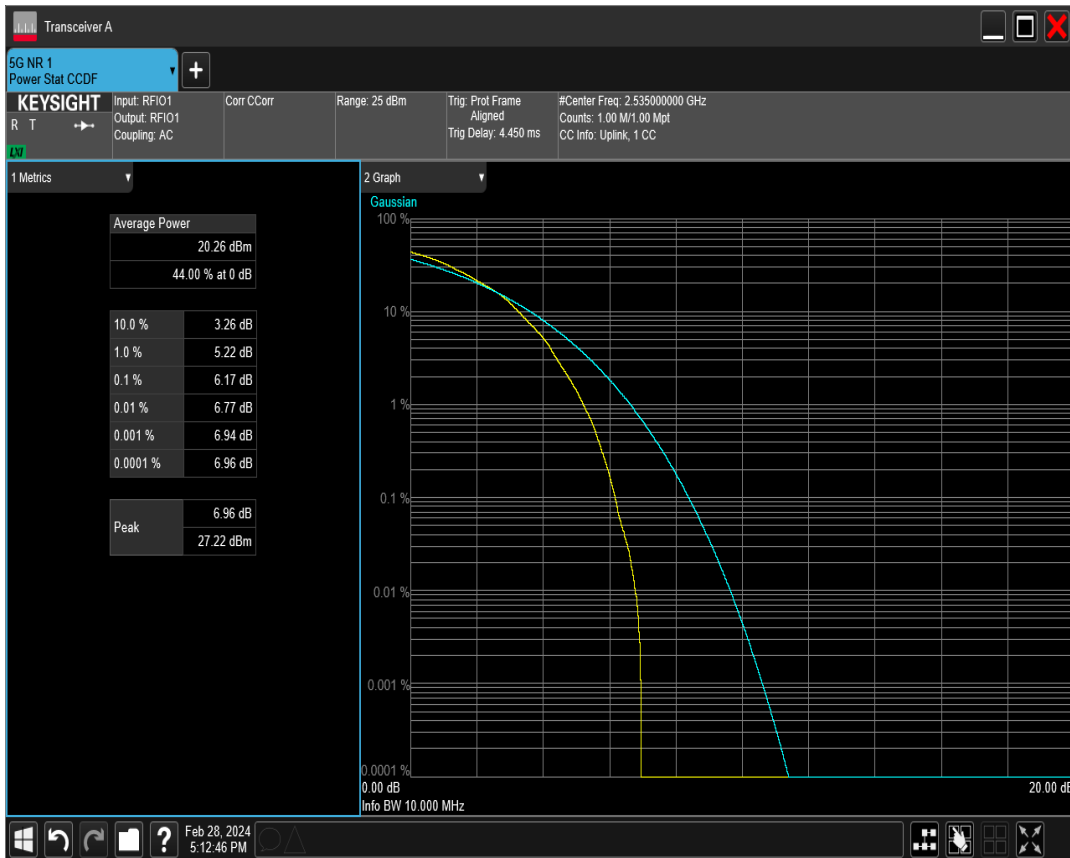 Transceiver A
5G NR 1
Power Stat CCDF
+
KEYSIGHT
R T
LXI
Input: RFIO1
Output: RFIO1
Coupling: AC
Corr CCorr
Range: 25 dBm
Trig: Prot Frame
Aligned
Trig Delay: 4.450 ms
#Center Freq: 2.535000000 GHz
Counts: 1.00 M/1.00 Mpt
CC Info: Uplink, 1 CC
1 Metrics
Average Power
20.26 dBm
44.00 % at 0 dB
10.0 % 3.26 dB
1.0 % 5.22 dB
0.1 % 6.17 dB
0.01 % 6.77 dB
0.001 % 6.94 dB
0.0001 % 6.96 dB
Peak
6.96 dB
27.22 dBm
2 Graph
Gaussian
100 %
10 %
1 %
0.1 %
0.01 %
0.001 %
0.0001 %
0.00 dB
20.00 dB
Info BW 10.000 MHz
?
Feb 28, 2024
5:12:46 PM